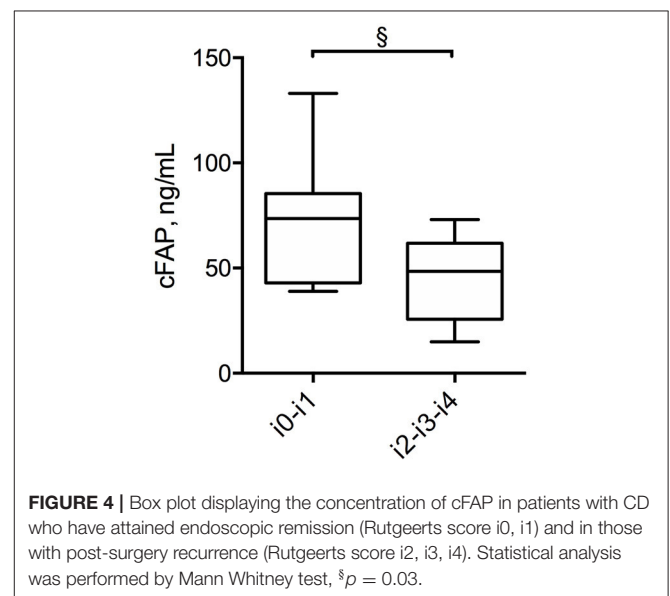 §
150
100
50
0
cFAP, ng/mL
i0-i1
i2-i3-i4
FIGURE 4 | Box plot displaying the concentration of cFAP in patients with CD
who have attained endoscopic remission (Rutgeerts score i0, i1) and in those
with post-surgery recurrence (Rutgeerts score i2, i3, i4). Statistical analysis
was performed by Mann Whitney test, §p = 0.03.